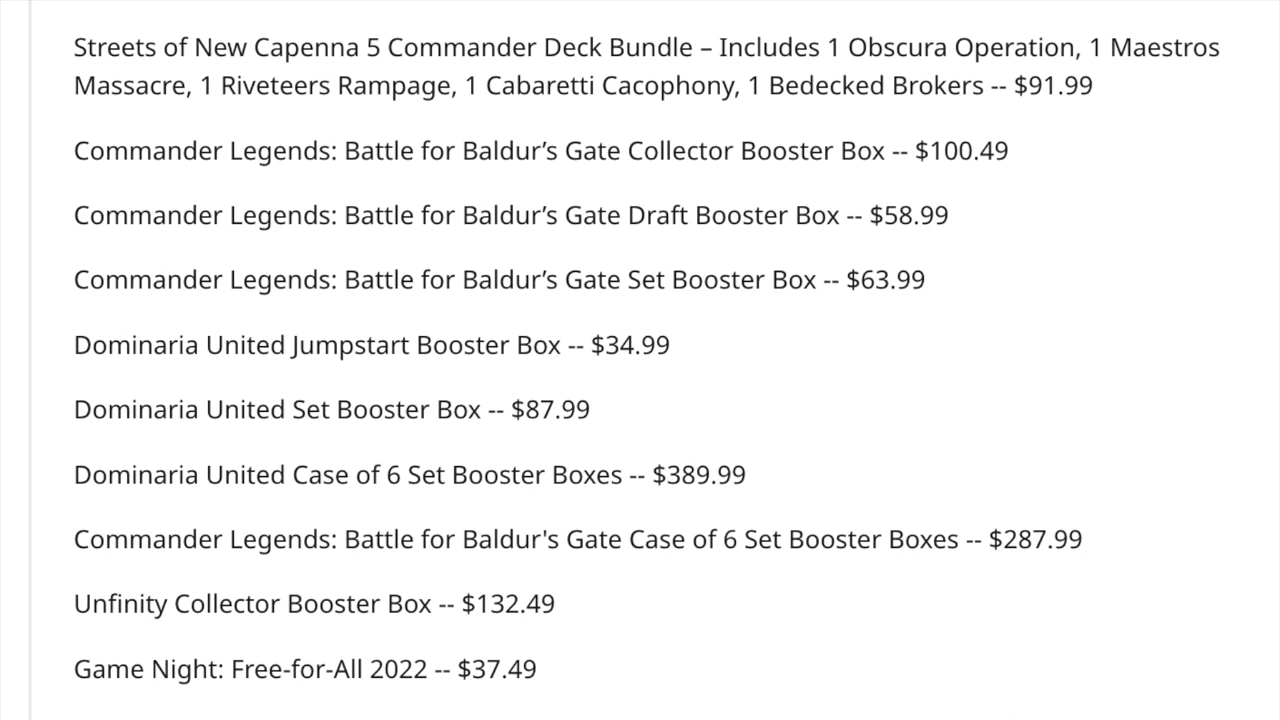 Streets of New Capenna 5 Commander Deck Bundle – Includes 1 Obscura Operation, 1 Maestros
Massacre, 1 Riveteers Rampage, 1 Cabaretti Cacophony, 1 Bedecked Brokers -- $91.99
Commander Legends: Battle for Baldur’s Gate Collector Booster Box -- $100.49
Commander Legends: Battle for Baldur’s Gate Draft Booster Box -- $58.99
Commander Legends: Battle for Baldur’s Gate Set Booster Box -- $63.99
Dominaria United Jumpstart Booster Box -- $34.99
Dominaria United Set Booster Box -- $87.99
Dominaria United Case of 6 Set Booster Boxes -- $389.99
Commander Legends: Battle for Baldur's Gate Case of 6 Set Booster Boxes -- $287.99
Unfinity Collector Booster Box -- $132.49
Game Night: Free-for-All 2022 -- $37.49